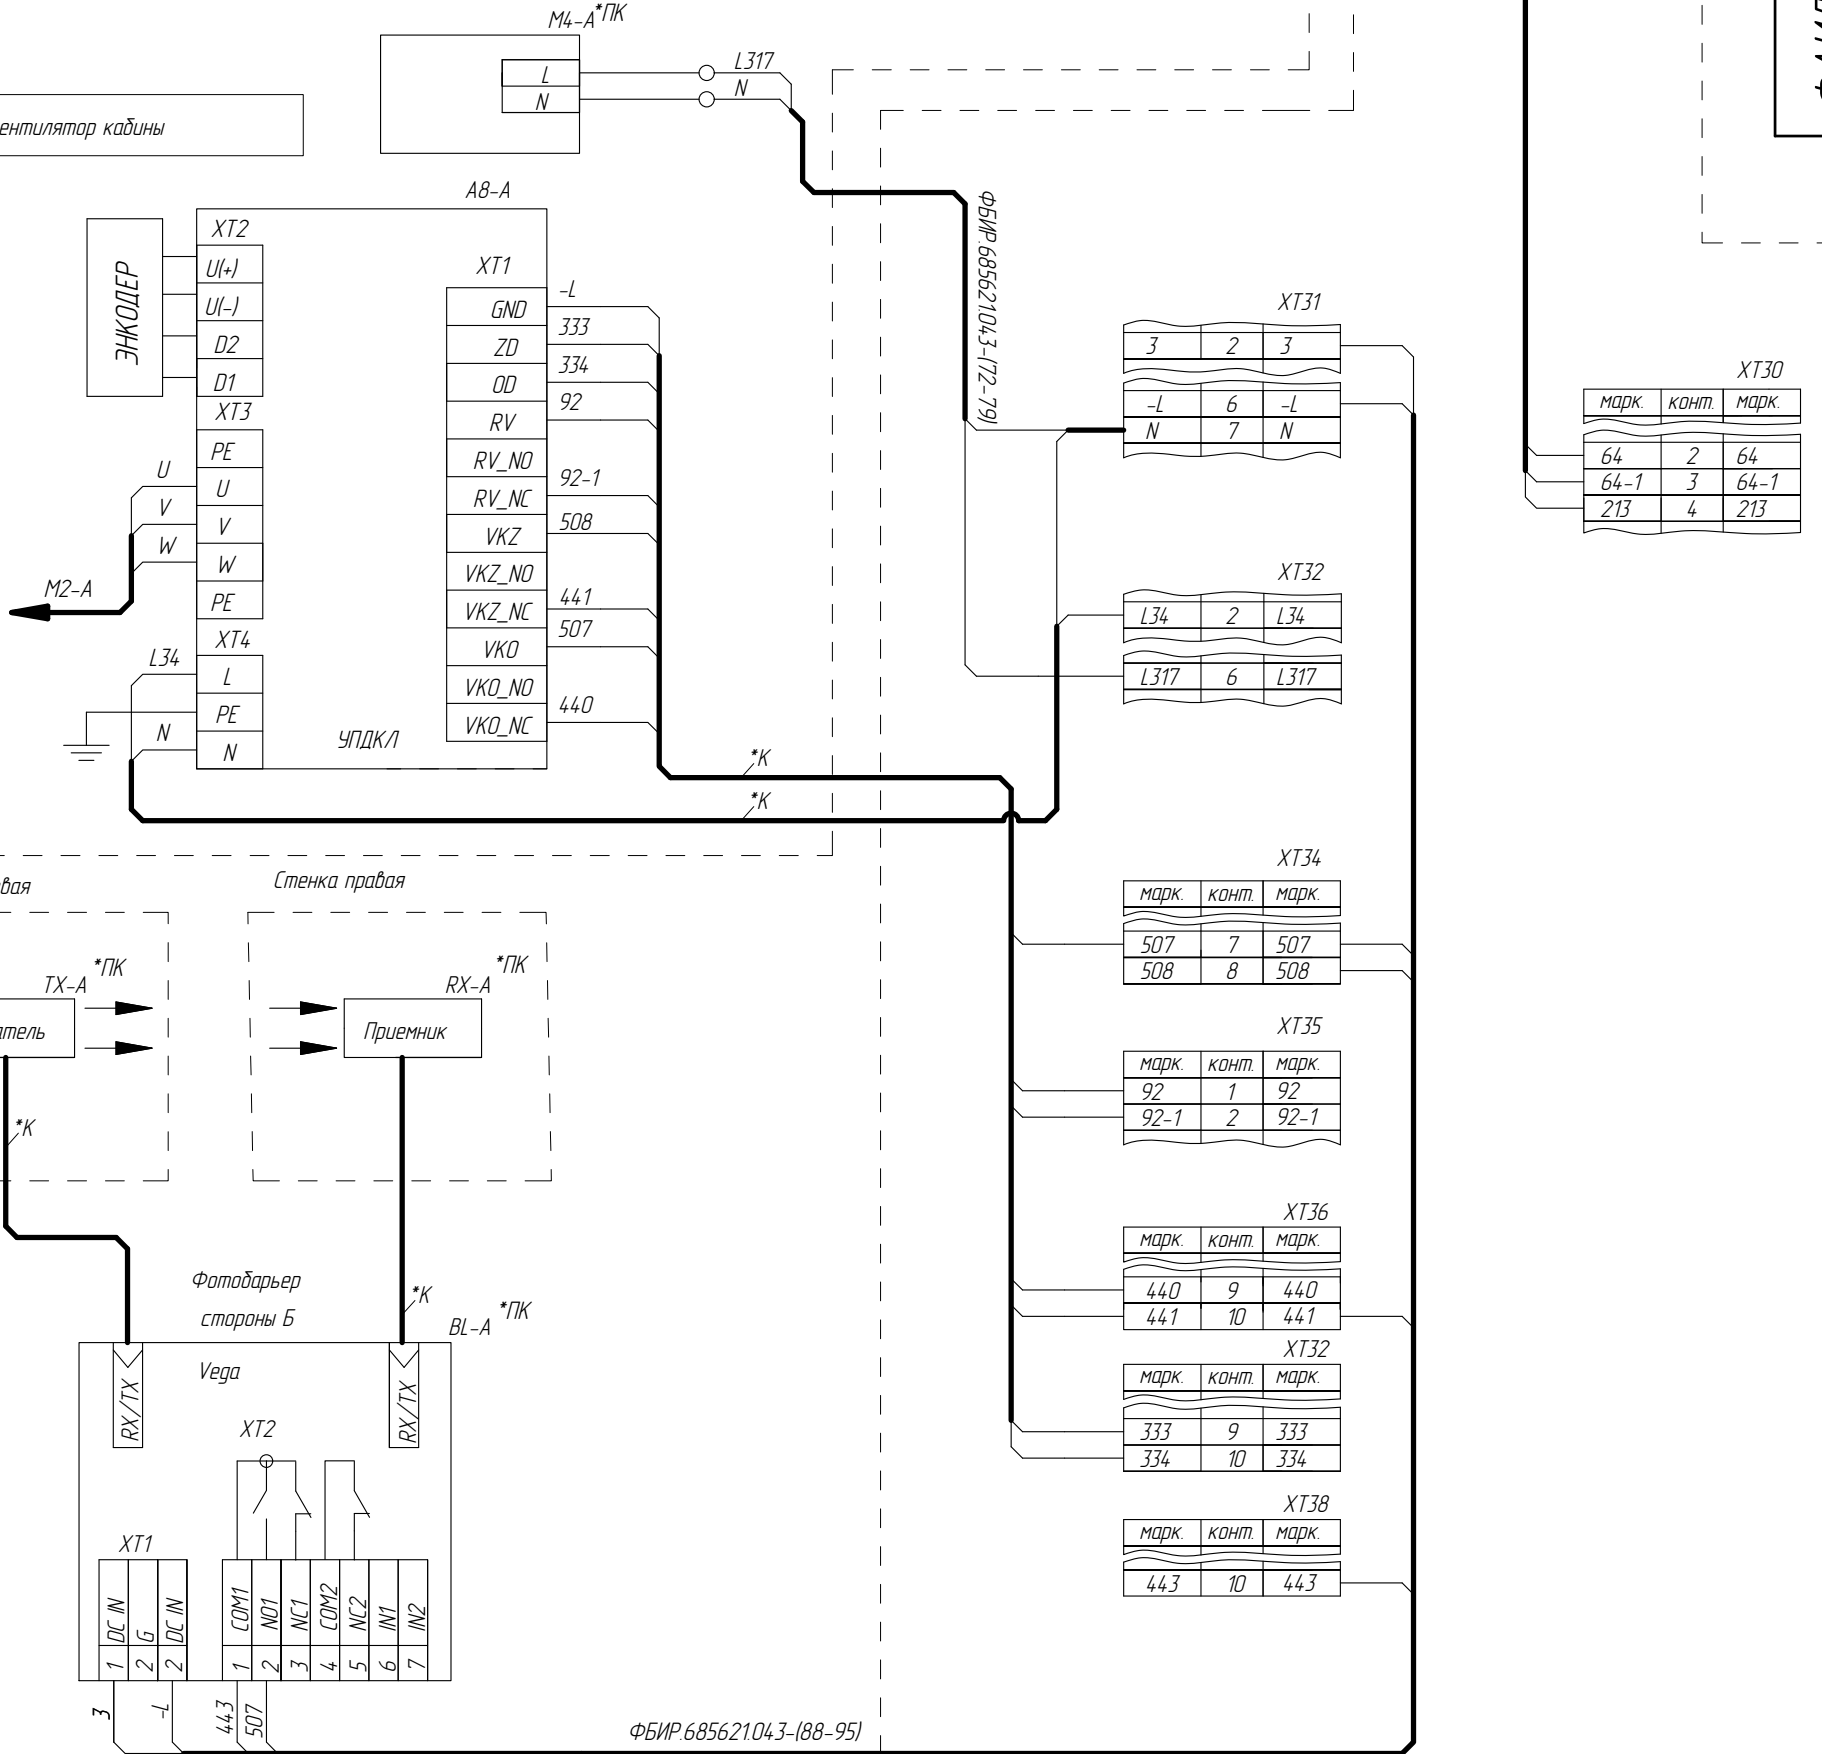 M4-A *ПК
L L317
N N
ентилятор кабины
A8-A
ЭНКОДЕР
XT2
U(+)
U(-)
D2
D1
XT3
PE
U U
V V
W W
PE
M2-A
XT4
L34 L
PE
N N
УПДКЛ
XT1
GND -L
ZD 333
OD 334
RV 92
RV_NO
RV_NC 92-1
VKZ 508
VKZ_NO
VKZ_NC 441
VKO 507
VKO_NO
VKO_NC 440
*К
*К
ФБИР.685621.043-(72-79)
XT31
3 2 3
-L 6 -L
N 7 N
XT30
марк. конт. марк.
64 2 64
64-1 3 64-1
213 4 213
XT32
L34 2 L34
L317 6 L317
XT34
марк. конт. марк.
507 7 507
508 8 508
XT35
марк. конт. марк.
92 1 92
92-1 2 92-1
XT36
марк. конт. марк.
440 9 440
441 10 441
XT32
марк. конт. марк.
333 9 333
334 10 334
XT38
марк. конт. марк.
443 10 443
вая
Стенка правая
TX-A *ПК
атель
RX-A *ПК
Приемник
*К
*К
Фотобарьер
стороны Б
BL-A *ПК
Vega
RX/TX
RX/TX
XT2
XT1
DC IN
G
DC IN
COM1
NO1
NC1
COM2
NC2
IN1
IN2
1 2 2
1 2 3 4 5 6 7
3
-L
443
507
ФБИР.685621.043-(88-95)